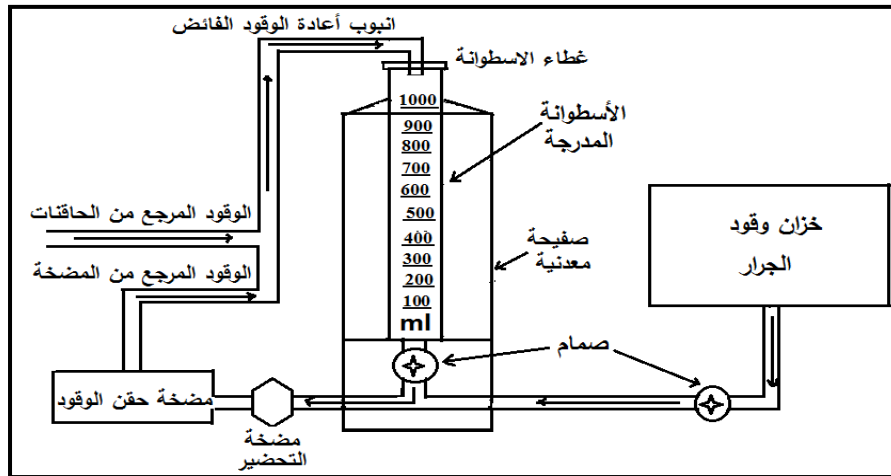 انبوب أعادة الوقود الفائض
غطاء الاسطوانة
1000
900
800
700
600
500
400
300
200
100
ml
الأسطوانة
المدرجة
الوقود المرجع من الحاقنات
خزان وقود
الجرار
صفيحة
معدنية
الوقود المرجع من المضخة
صمام
مضخة حقن الوقود
مضخة
التحضير